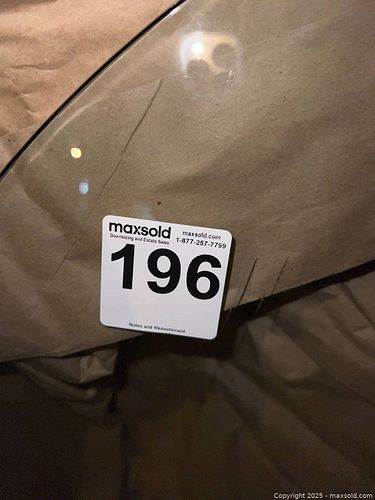 maxsold
Downsizing and Estate Sales
maxsold.com
1-877-257-7799
196
Notes and Measurement
Copyright 2025 - maxsold.com